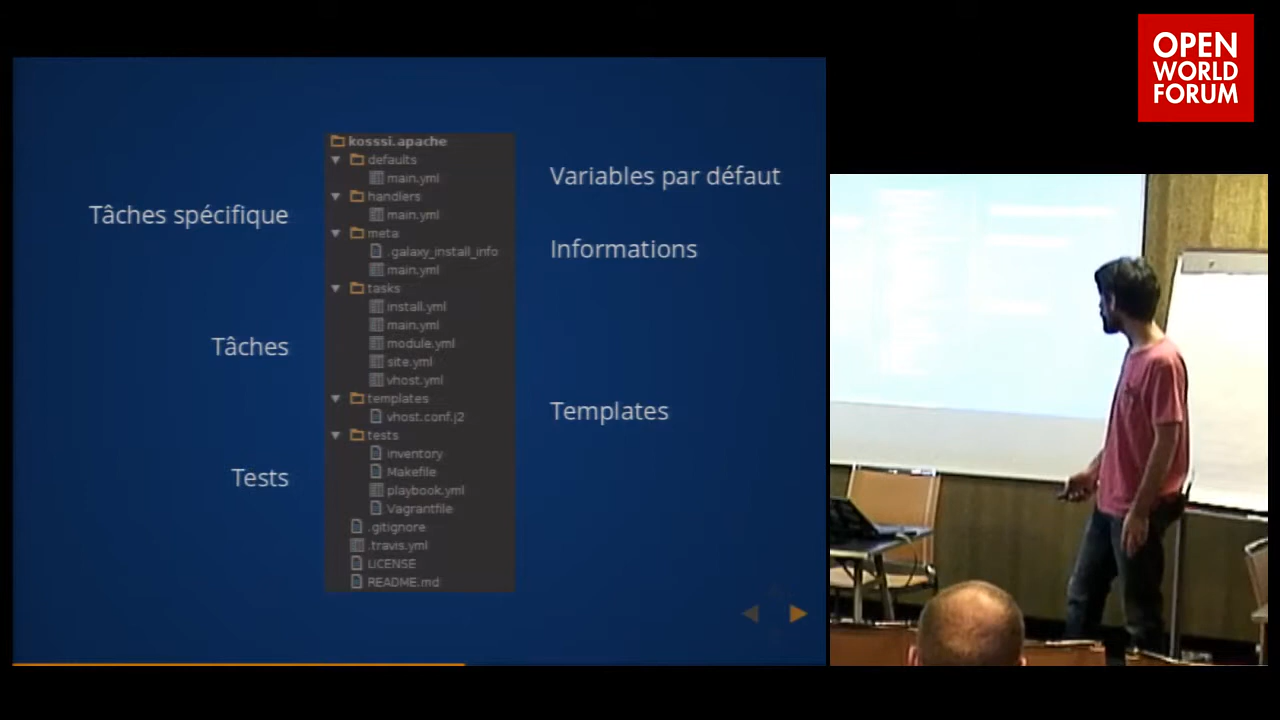 OPEN
WORLD
FORUM
kosssi.apache
defaults
main.yml
Variables par défaut
handlers
main.yml
Tâches spécifique
meta
.galaxy_install_info
main.yml
Informations
tasks
install.yml
main.yml
module.yml
site.yml
vhost.yml
Tâches
templates
vhost.conf.j2
Templates
tests
inventory
Makefile
playbook.yml
Vagrantfile
Tests
.gitignore
.travis.yml
LICENSE
README.md